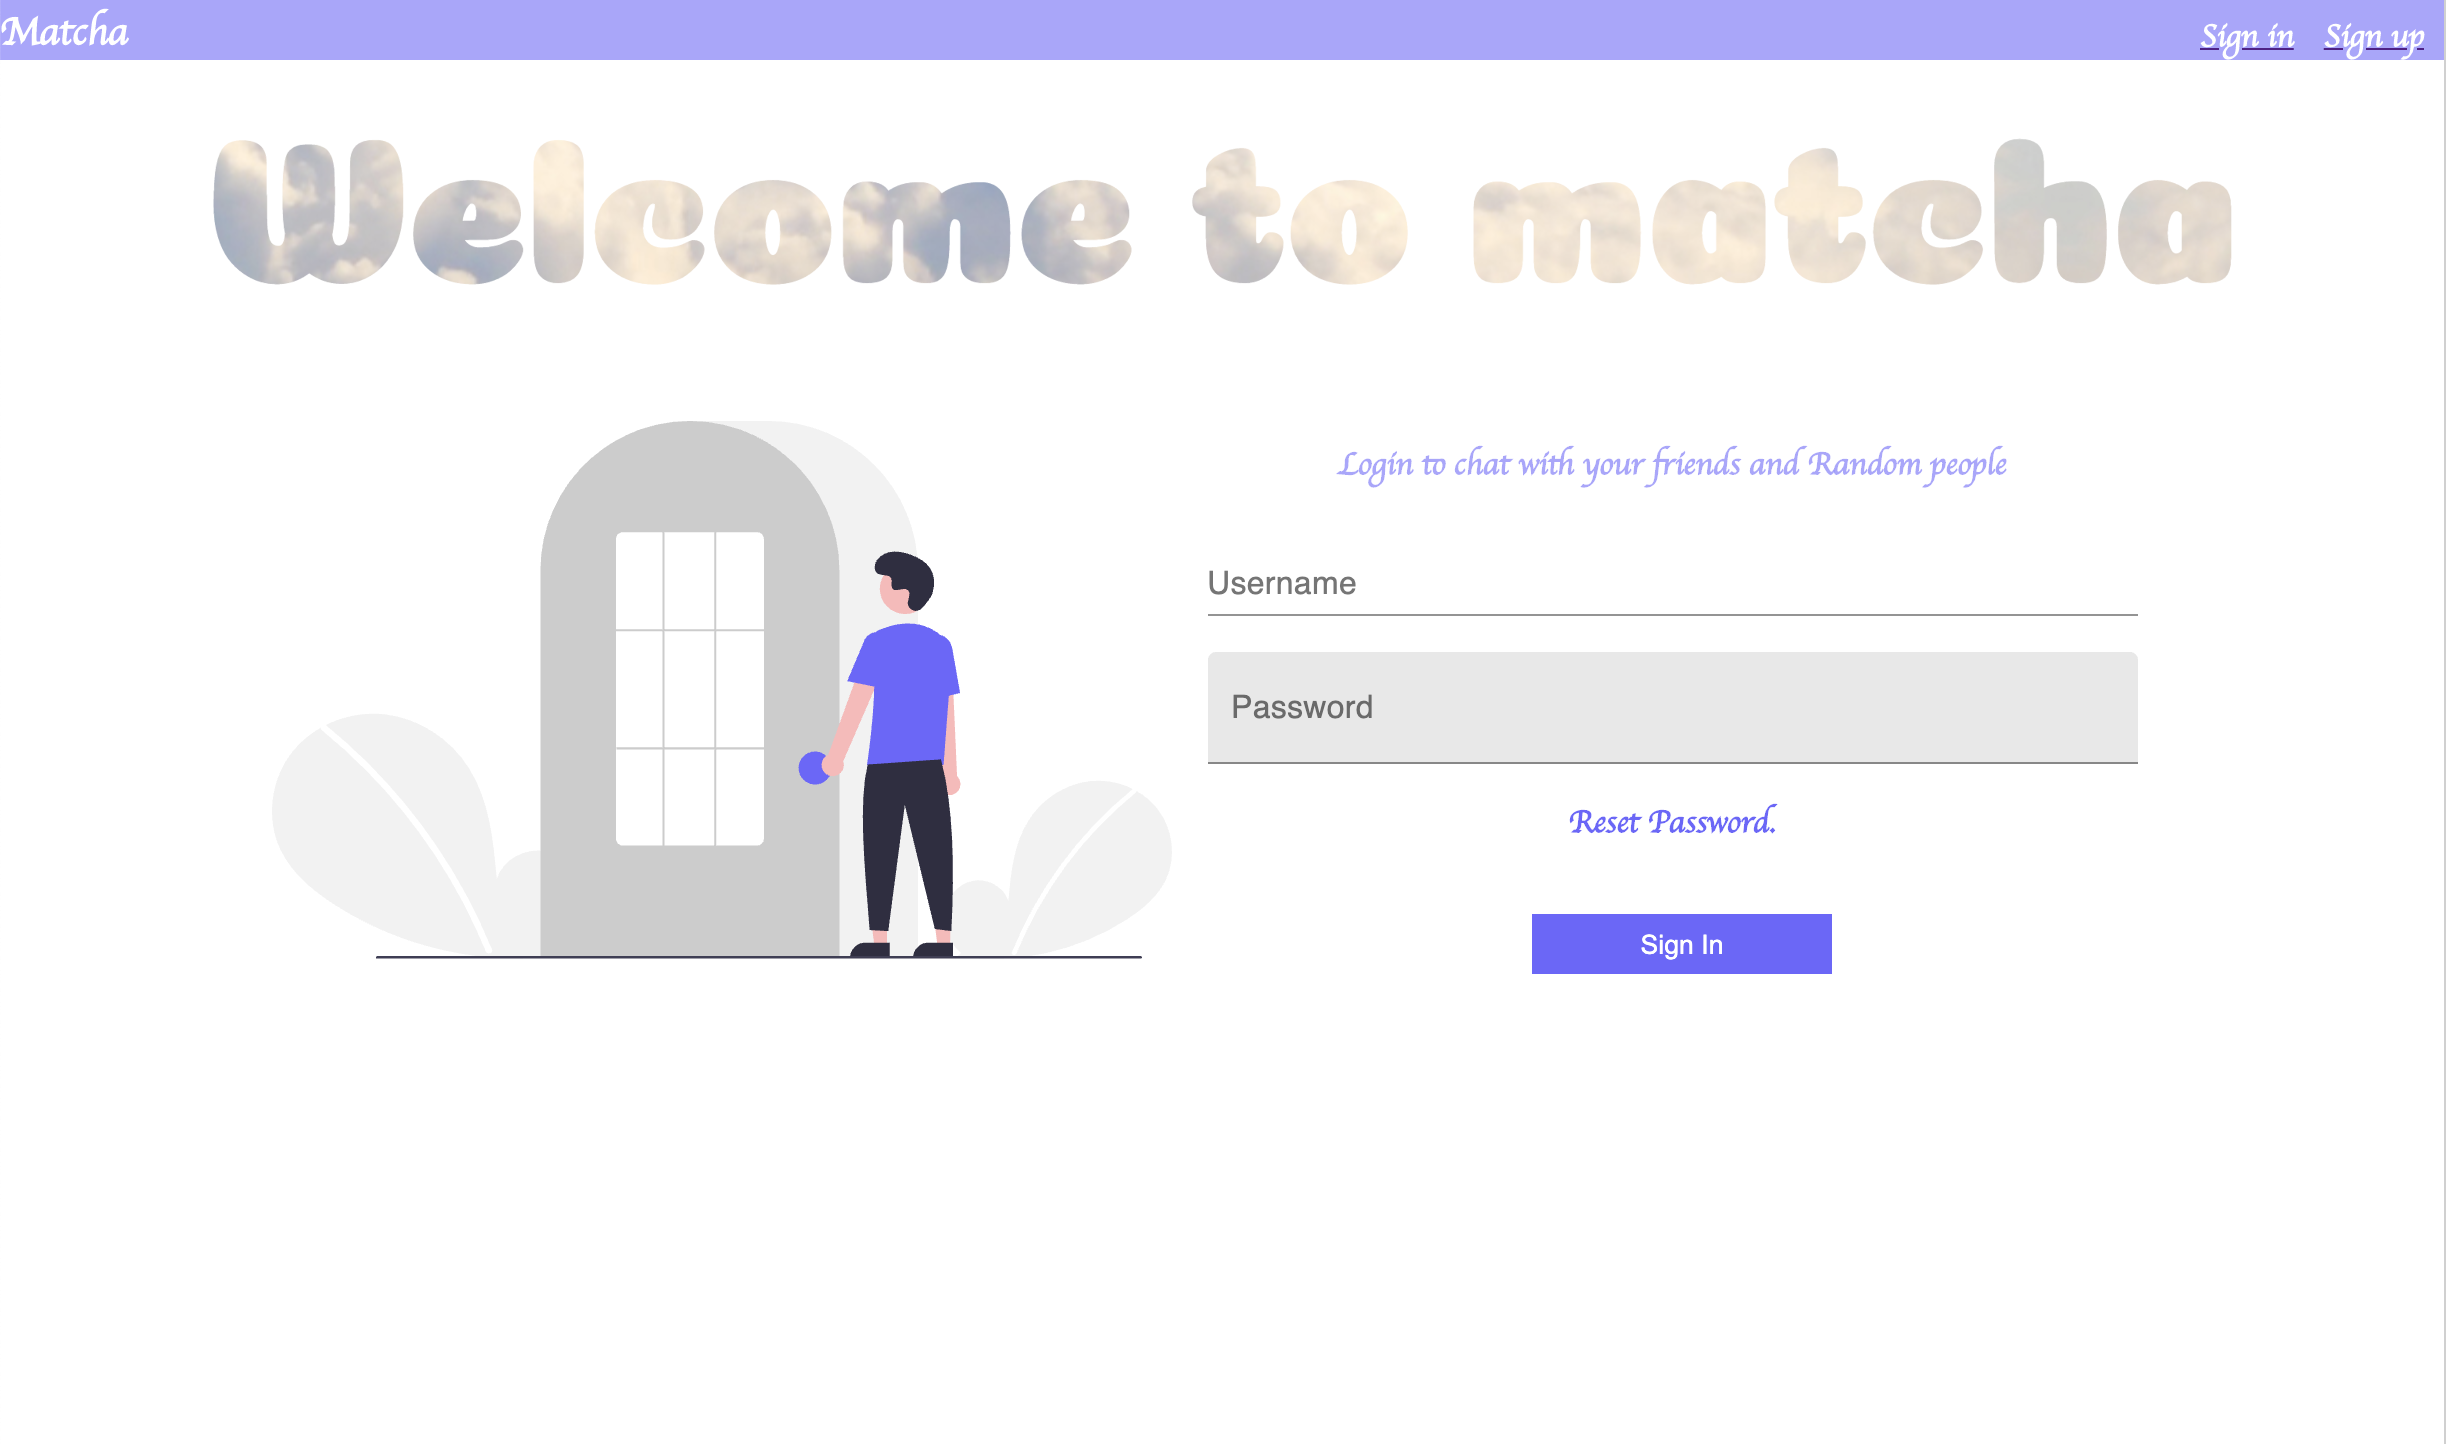 Matcha
Sign in Sign up
Welcome to matcha
Login to chat with your friends and Random people
Username
Password
Reset Password.
Sign In